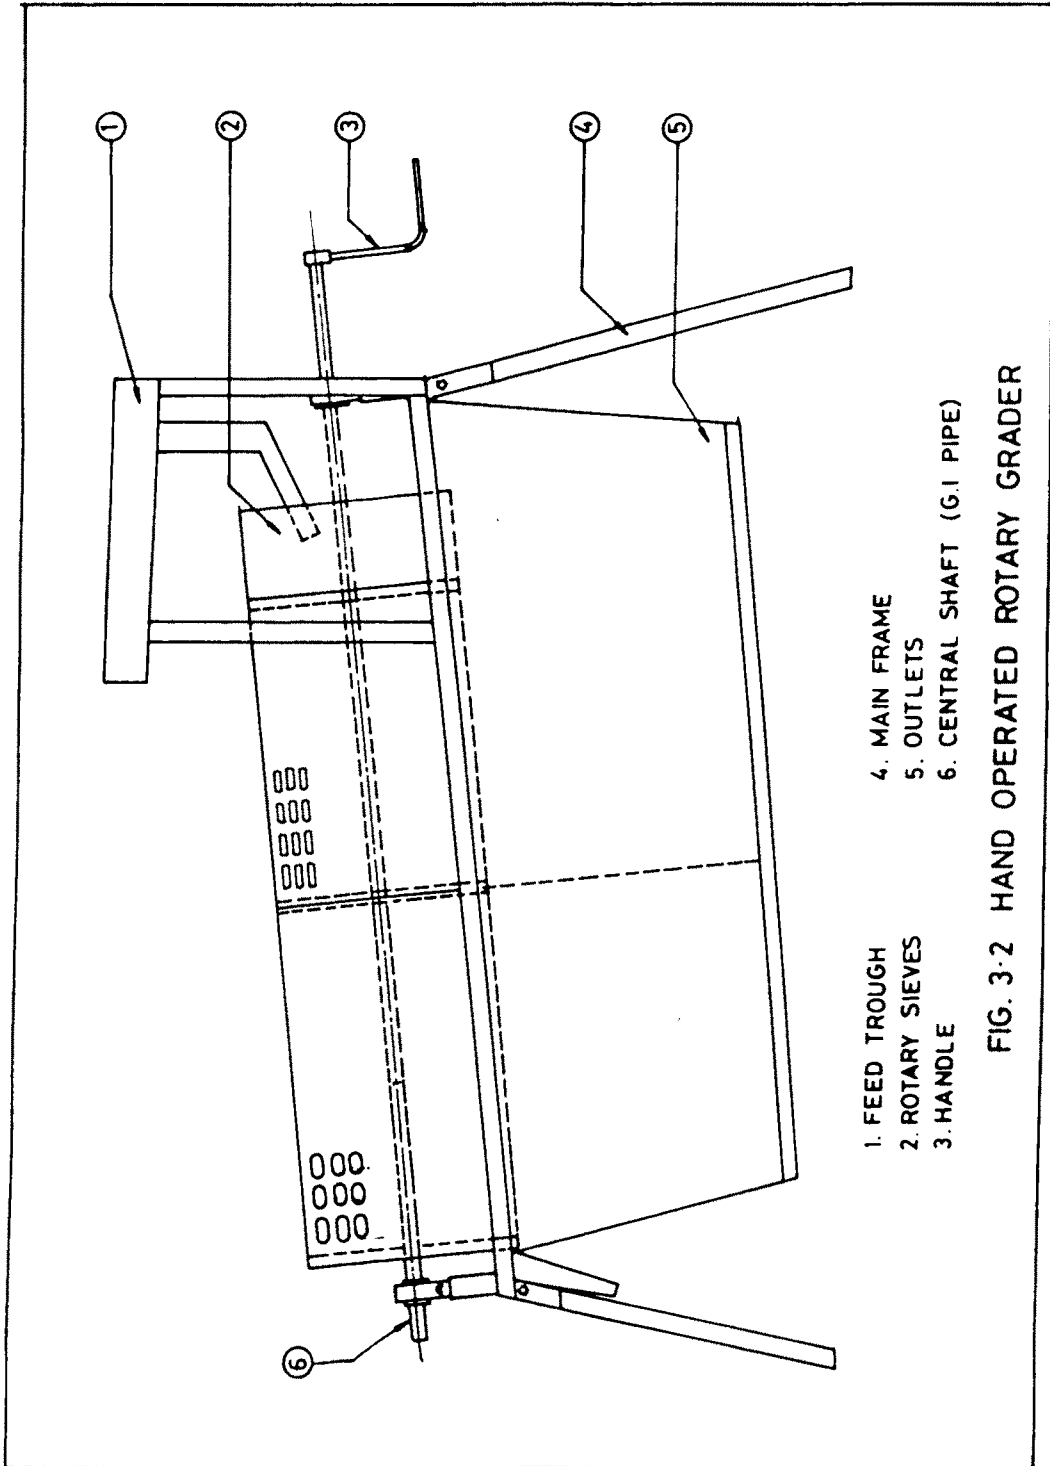 1
2
3
4
5
6
1. FEED TROUGH
2. ROTARY SIEVES
3. HANDLE
4. MAIN FRAME
5. OUTLETS
6. CENTRAL SHAFT (G.I PIPE)
FIG. 3·2 HAND OPERATED ROTARY GRADER